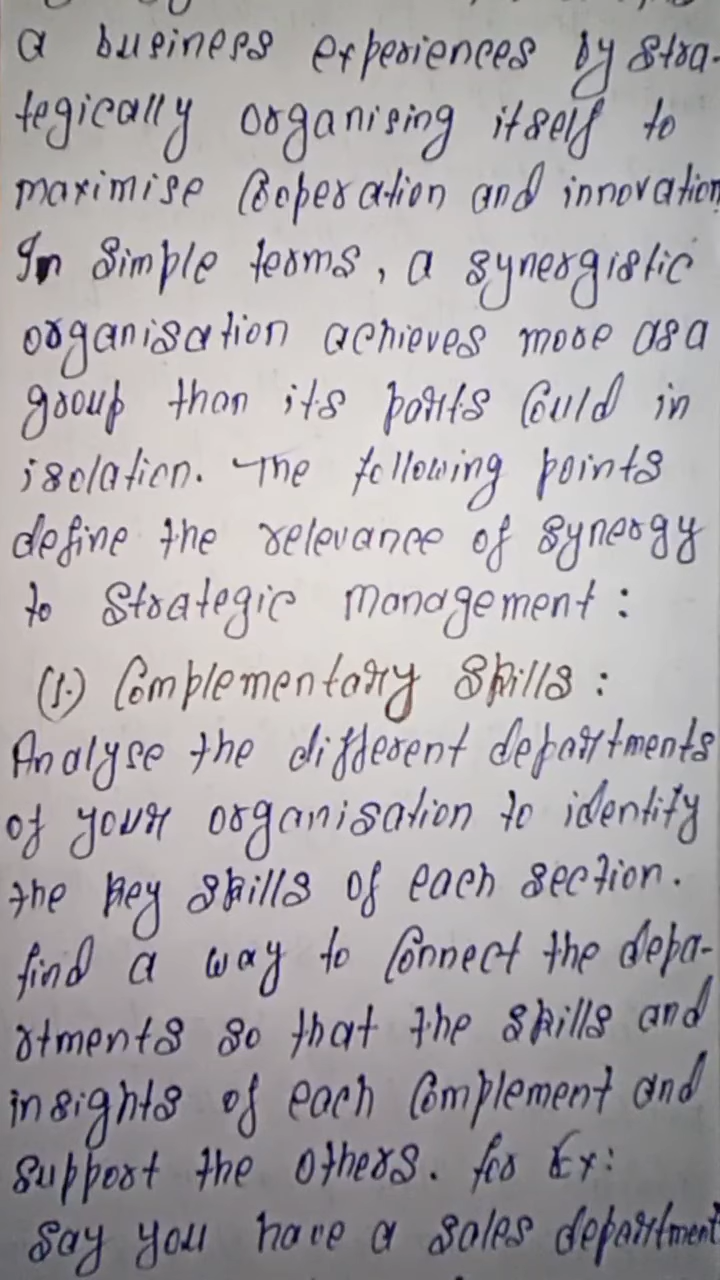 a business experiences by stra-
tegically organising itself to
maximise Cooperation and innovation
In Simple terms, a synergistic
organisation achieves more as a
group than its parts Could in
isolation. The following points
define the relevance of synergy
to Strategic Management :
(1.) Complementary Skills :
Analyse the different departments
of your organisation to identify
the key skills of each section.
find a way to Connect the depa-
rtments so that the skills and
insights of each Complement and
support the others. for Ex:
Say you have a sales department